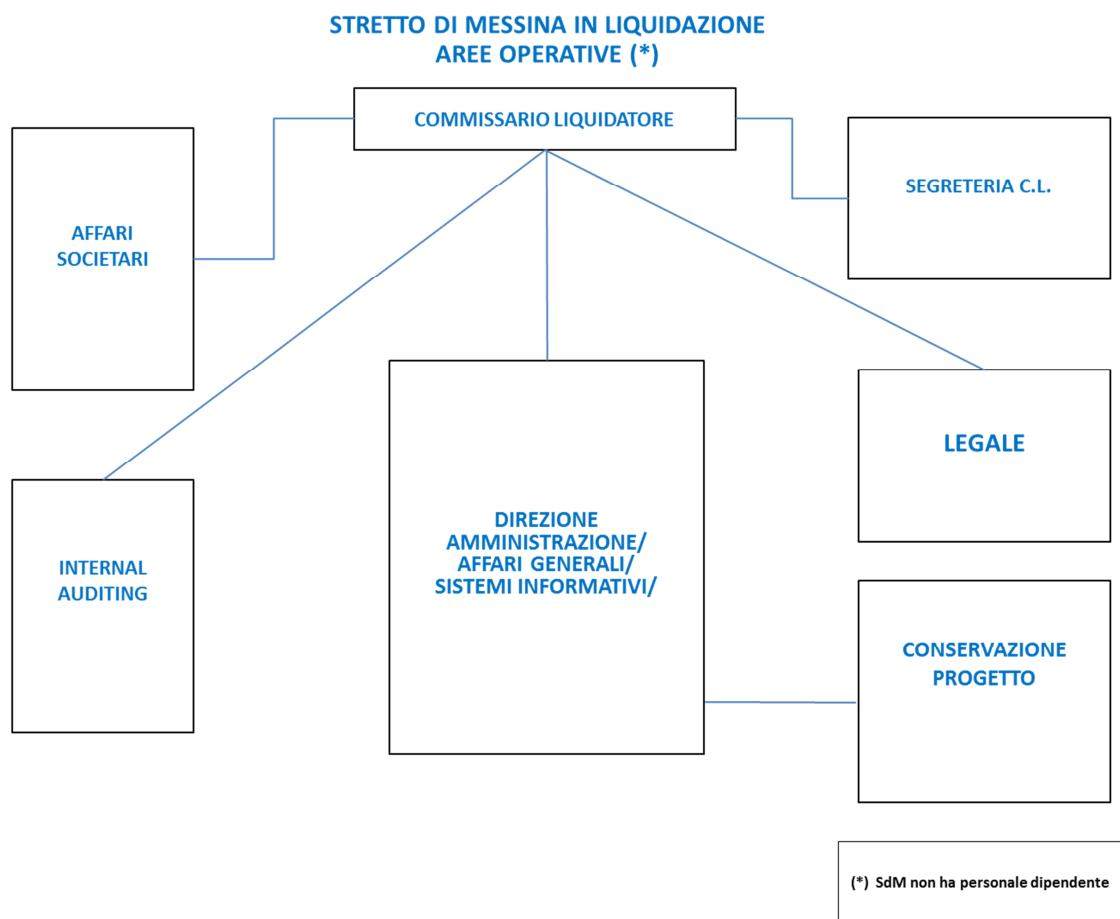 STRETTO DI MESSINA IN LIQUIDAZIONE
AREE OPERATIVE (*)
COMMISSARIO LIQUIDATORE
SEGRETERIA C.L.
AFFARI
SOCIETARI
LEGALE
DIREZIONE
AMMINISTRAZIONE/
AFFARI GENERALI/
SISTEMI INFORMATIVI/
INTERNAL
AUDITING
CONSERVAZIONE
PROGETTO
(*) SdM non ha personale dipendente